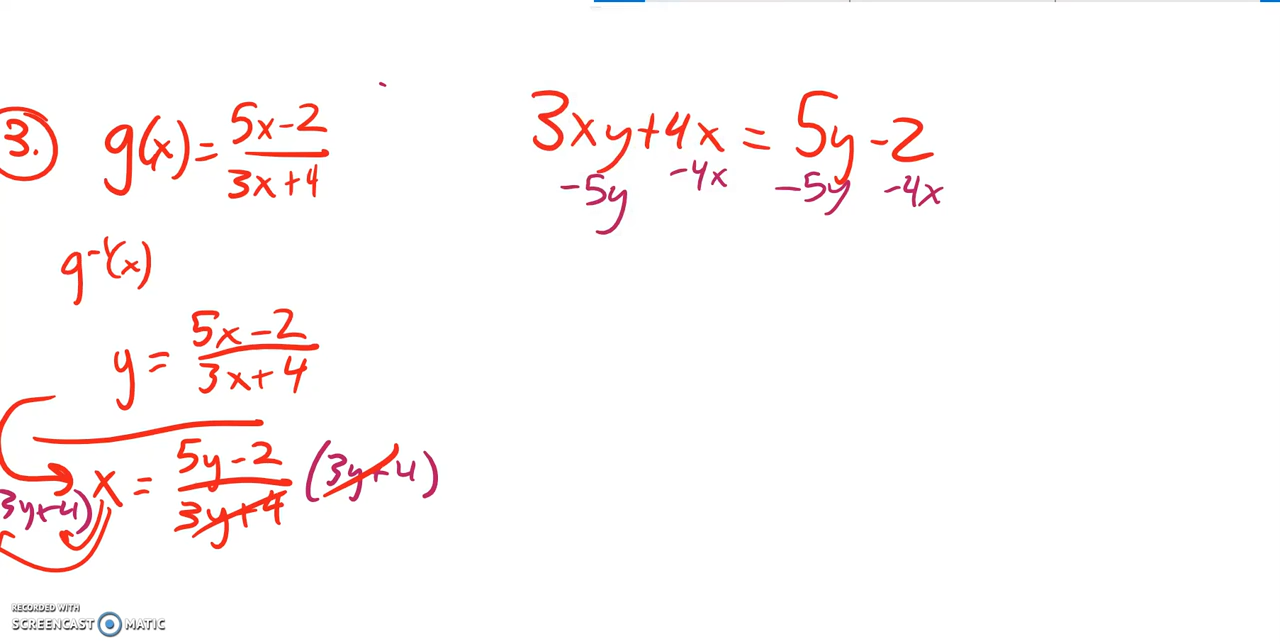 3. g(x) = (5x-2)/(3x+4)
g⁻¹(x)
y = (5x-2)/(3x+4)
(3y+4) x = (5y-2)/(3y+4) (3y+4)
3xy+4x = 5y-2
-5y -4x -5y -4x
RECORDED WITH
SCREENCAST MATIC